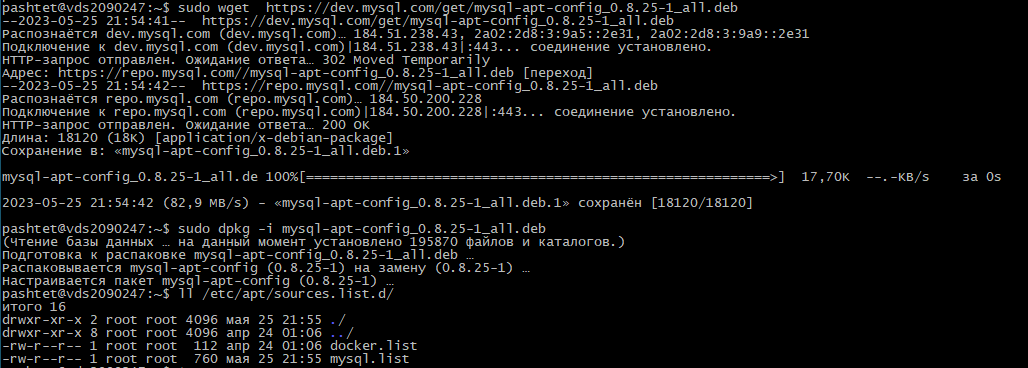 pashtet@vds2090247:~$ sudo wget  https://dev.mysql.com/get/mysql-apt-config_0.8.25-1_all.deb
--2023-05-25 21:54:41--  https://dev.mysql.com/get/mysql-apt-config_0.8.25-1_all.deb
Распознаётся dev.mysql.com (dev.mysql.com)… 184.51.238.43, 2a02:2d8:3:9a5::2e31, 2a02:2d8:3:9a9::2e31
Подключение к dev.mysql.com (dev.mysql.com)|184.51.238.43|:443... соединение установлено.
HTTP-запрос отправлен. Ожидание ответа… 302 Moved Temporarily
Адрес: https://repo.mysql.com//mysql-apt-config_0.8.25-1_all.deb [переход]
--2023-05-25 21:54:42--  https://repo.mysql.com//mysql-apt-config_0.8.25-1_all.deb
Распознаётся repo.mysql.com (repo.mysql.com)… 184.50.200.228
Подключение к repo.mysql.com (repo.mysql.com)|184.50.200.228|:443... соединение установлено.
HTTP-запрос отправлен. Ожидание ответа… 200 OK
Длина: 18120 (18K) [application/x-debian-package]
Сохранение в: «mysql-apt-config_0.8.25-1_all.deb.1»
mysql-apt-config_0.8.25-1_all.de 100%[==========================================================>]  17,70K  --.-KB/s    за 0s
2023-05-25 21:54:42 (82,9 MB/s) - «mysql-apt-config_0.8.25-1_all.deb.1» сохранён [18120/18120]
pashtet@vds2090247:~$ sudo dpkg -i mysql-apt-config_0.8.25-1_all.deb
(Чтение базы данных … на данный момент установлено 195870 файлов и каталогов.)
Подготовка к распаковке mysql-apt-config_0.8.25-1_all.deb …
Распаковывается mysql-apt-config (0.8.25-1) на замену (0.8.25-1) …
Настраивается пакет mysql-apt-config (0.8.25-1) …
pashtet@vds2090247:~$ ll /etc/apt/sources.list.d/
итого 16
drwxr-xr-x 2 root root 4096 мая 25 21:55 ./
drwxr-xr-x 8 root root 4096 апр 24 01:06 ../
-rw-r--r-- 1 root root  112 апр 24 01:06 docker.list
-rw-r--r-- 1 root root  760 мая 25 21:55 mysql.list